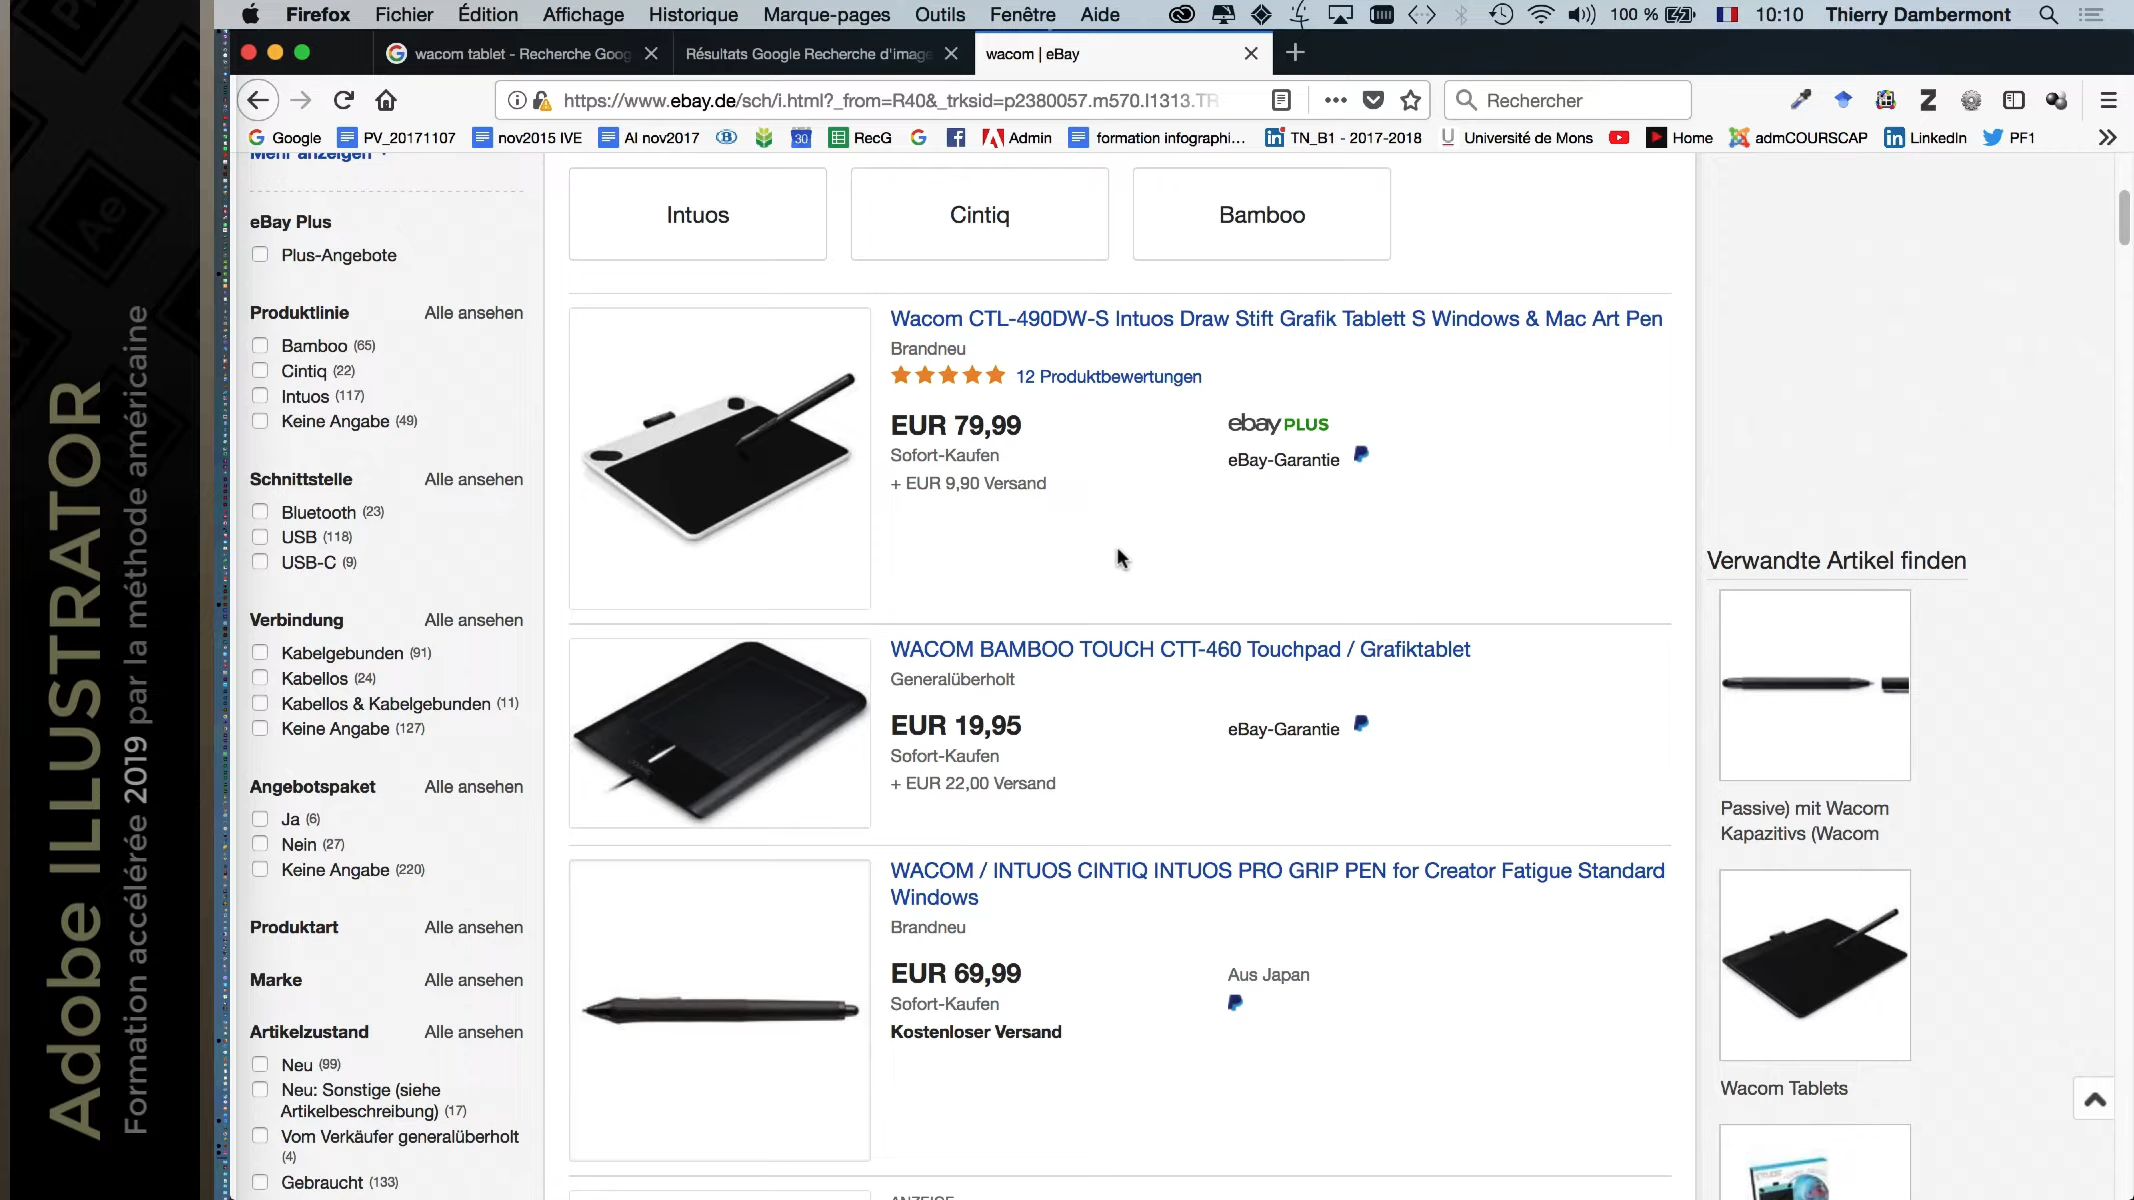 Adobe ILLUSTRATOR
Formation accélérée 2019 par la méthode américaine
Firefox Fichier Édition Affichage Historique Marque-pages Outils Fenêtre Aide 100 % 10:10 Thierry Dambermont
wacom tablet - Recherche Goog
Résultats Google Recherche d'image
wacom | eBay
https://www.ebay.de/sch/i.html?_from=R40&_trksid=p2380057.m570.l1313.TR
Rechercher
Google PV_20171107 nov2015 IVE AI nov2017 30 RecG Admin formation infographi... TN_B1 - 2017-2018 Université de Mons Home admCOURSCAP LinkedIn PF1
Mehr anzeigen
eBay Plus
Plus-Angebote
Produktlinie Alle ansehen
Bamboo (65)
Cintiq (22)
Intuos (117)
Keine Angabe (49)
Schnittstelle Alle ansehen
Bluetooth (23)
USB (118)
USB-C (9)
Verbindung Alle ansehen
Kabelgebunden (91)
Kabellos (24)
Kabellos & Kabelgebunden (11)
Keine Angabe (127)
Angebotspaket Alle ansehen
Ja (6)
Nein (27)
Keine Angabe (220)
Produktart Alle ansehen
Marke Alle ansehen
Artikelzustand Alle ansehen
Neu (99)
Neu: Sonstige (siehe
Artikelbeschreibung) (17)
Vom Verkäufer generalüberholt
(4)
Gebraucht (133)
Intuos
Cintiq
Bamboo
Wacom CTL-490DW-S Intuos Draw Stift Grafik Tablett S Windows & Mac Art Pen
Brandneu
12 Produktbewertungen
EUR 79,99
Sofort-Kaufen
+ EUR 9,90 Versand
ebay PLUS
eBay-Garantie
WACOM BAMBOO TOUCH CTT-460 Touchpad / Grafiktablet
Generalüberholt
EUR 19,95
Sofort-Kaufen
+ EUR 22,00 Versand
eBay-Garantie
WACOM / INTUOS CINTIQ INTUOS PRO GRIP PEN for Creator Fatigue Standard
Windows
Brandneu
EUR 69,99
Sofort-Kaufen
Kostenloser Versand
Aus Japan
ANZEIGE
Verwandte Artikel finden
Passive) mit Wacom
Kapazitivs (Wacom
Wacom Tablets